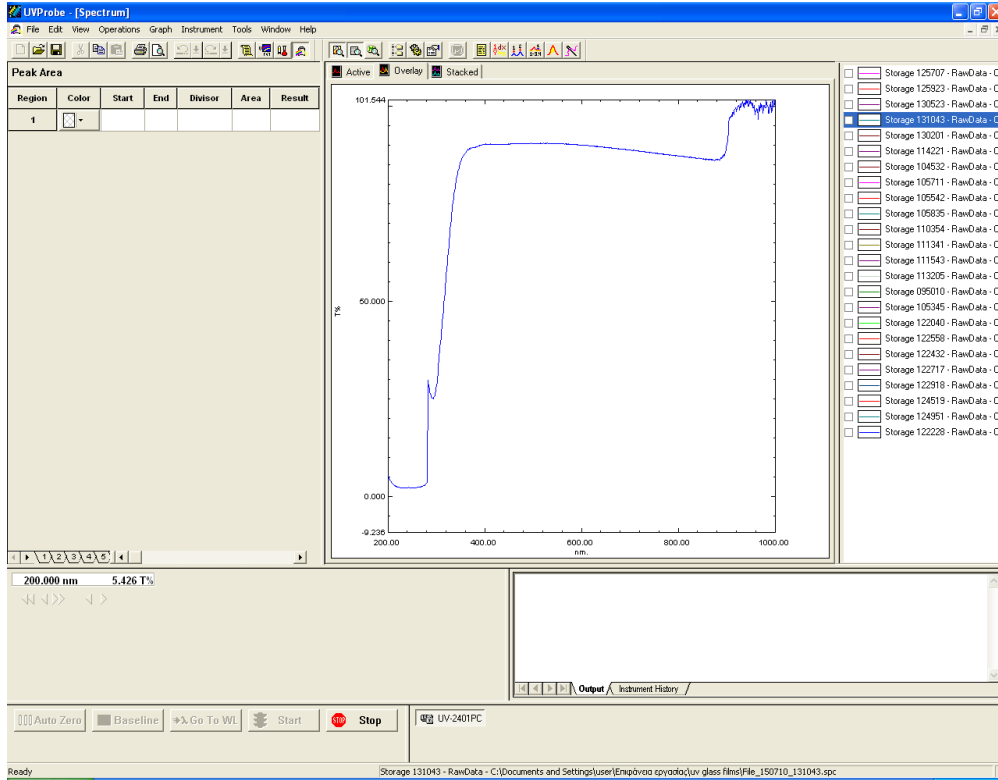 UVProbe - [Spectrum]
File Edit View Operations Graph Instrument Tools Window Help
Peak Area
Region Color Start End Divisor Area Result
1
1 2 3 4 5
Active Overlay Stacked
101.544
50.000
0.000
-9.236
T%
200.00 400.00 600.00 800.00 1000.00
nm.
Storage 125707 - RawData - C
Storage 125923 - RawData - C
Storage 130523 - RawData - C
Storage 131043 - RawData - C
Storage 130201 - RawData - C
Storage 114221 - RawData - C
Storage 104532 - RawData - C
Storage 105711 - RawData - C
Storage 105542 - RawData - C
Storage 105835 - RawData - C
Storage 110354 - RawData - C
Storage 111341 - RawData - C
Storage 111543 - RawData - C
Storage 113205 - RawData - C
Storage 095010 - RawData - C
Storage 105345 - RawData - C
Storage 122040 - RawData - C
Storage 122558 - RawData - C
Storage 122432 - RawData - C
Storage 122717 - RawData - C
Storage 122918 - RawData - C
Storage 124519 - RawData - C
Storage 124951 - RawData - C
Storage 122228 - RawData - C
200.000 nm 5.426 T%
Output Instrument History
Auto Zero Baseline Go To WL Start STOP Stop
UV-2401PC
Ready
Storage 131043 - RawData - C:\Documents and Settings\user\Επιφάνεια εργασίας\uv glass films\File_150710_131043.spc